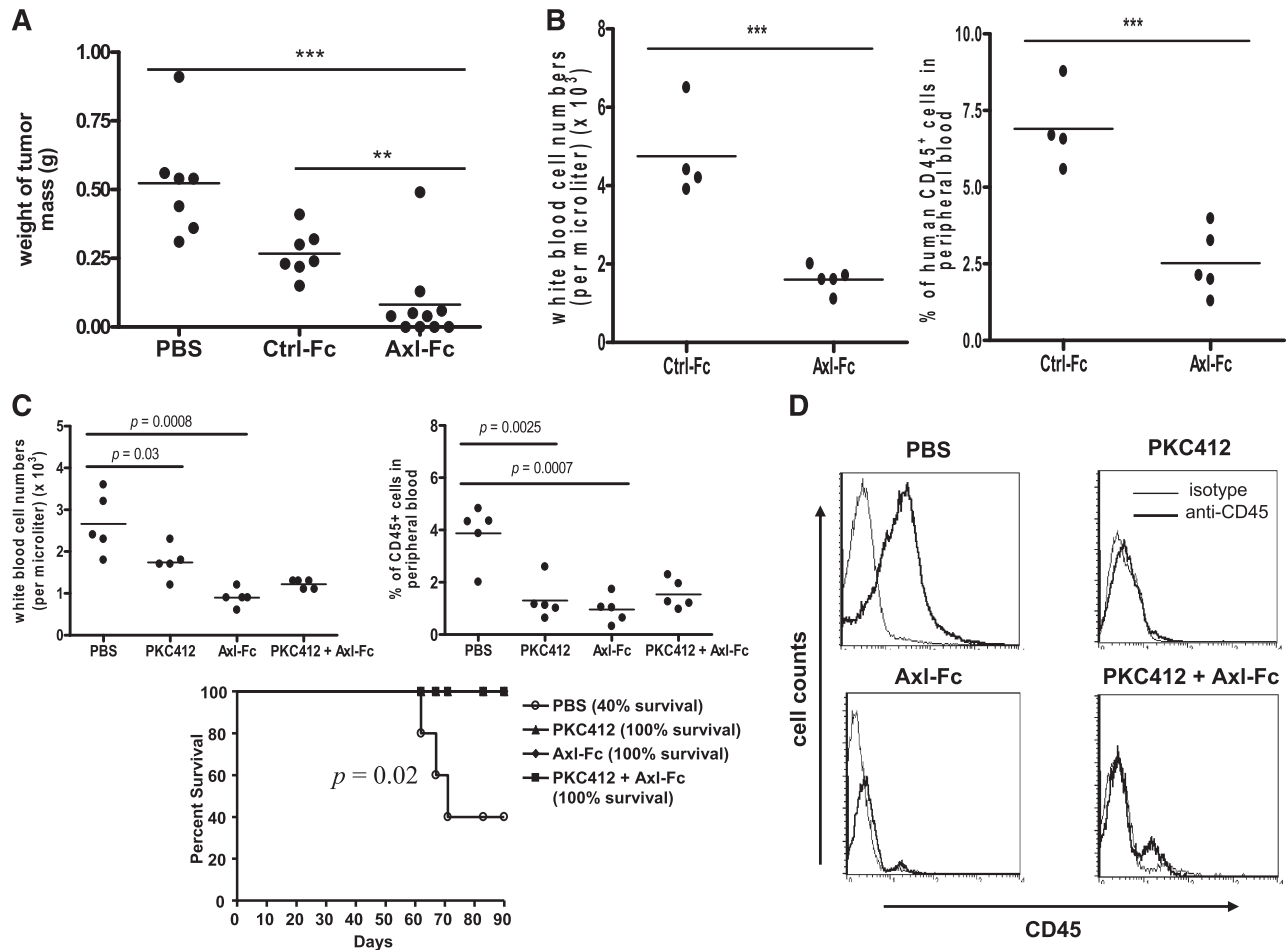 A
1.00
0.75
0.50
0.25
0.00
weight of tumor
mass (g)
***
**
PBS
Ctrl-Fc
Axl-Fc
B
8
6
4
2
0
white blood cell numbers
(per microliter) (x 10³)
***
Ctrl-Fc
Axl-Fc
10.0
7.5
5.0
2.5
0.0
% of human CD45⁺ cells in
peripheral blood
***
Ctrl-Fc
Axl-Fc
C
5
4
3
2
1
0
white blood cell numbers
(per microliter) (x 10³)
p = 0.0008
p = 0.03
PBS
PKC412
Axl-Fc
PKC412 + Axl-Fc
8
6
4
2
0
% of CD45+ cells in
peripheral blood
p = 0.0025
p = 0.0007
PBS
PKC412
Axl-Fc
PKC412 + Axl-Fc
100
80
60
40
20
0
Percent Survival
p = 0.02
0 10 20 30 40 50 60 70 80 90
Days
PBS (40% survival)
PKC412 (100% survival)
Axl-Fc (100% survival)
PKC412 + Axl-Fc
(100% survival)
D
PBS
PKC412
isotype
anti-CD45
Axl-Fc
PKC412 + Axl-Fc
cell counts
CD45